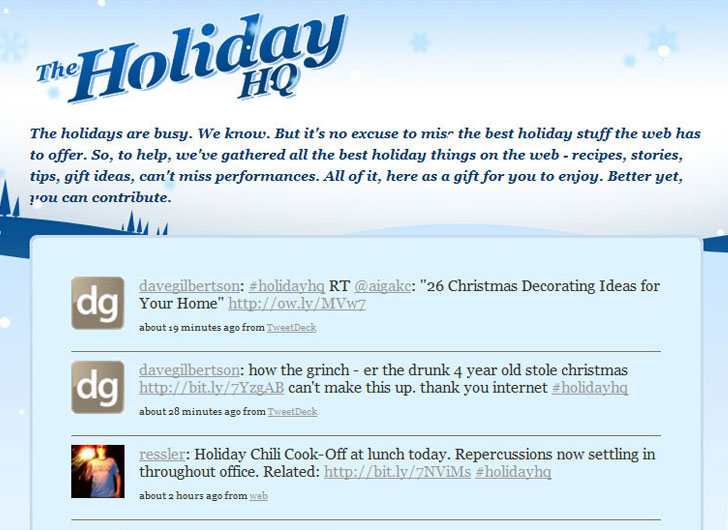 The Holiday HQ
The holidays are busy. We know. But it's no excuse to miss the best holiday stuff the web has
to offer. So, to help, we've gathered all the best holiday things on the web - recipes, stories,
tips, gift ideas, can't miss performances. All of it, here as a gift for you to enjoy. Better yet,
you can contribute.
dg
davegilbertson: #holidayhq RT @aigakc: "26 Christmas Decorating Ideas for
Your Home" http://ow.ly/MVw7
about 19 minutes ago from TweetDeck
dg
davegilbertson: how the grinch - er the drunk 4 year old stole christmas
http://bit.ly/7YzgAB can't make this up. thank you internet #holidayhq
about 28 minutes ago from TweetDeck
ressler: Holiday Chili Cook-Off at lunch today. Repercussions now settling in
throughout office. Related: http://bit.ly/7NViMs #holidayhq
about 2 hours ago from web